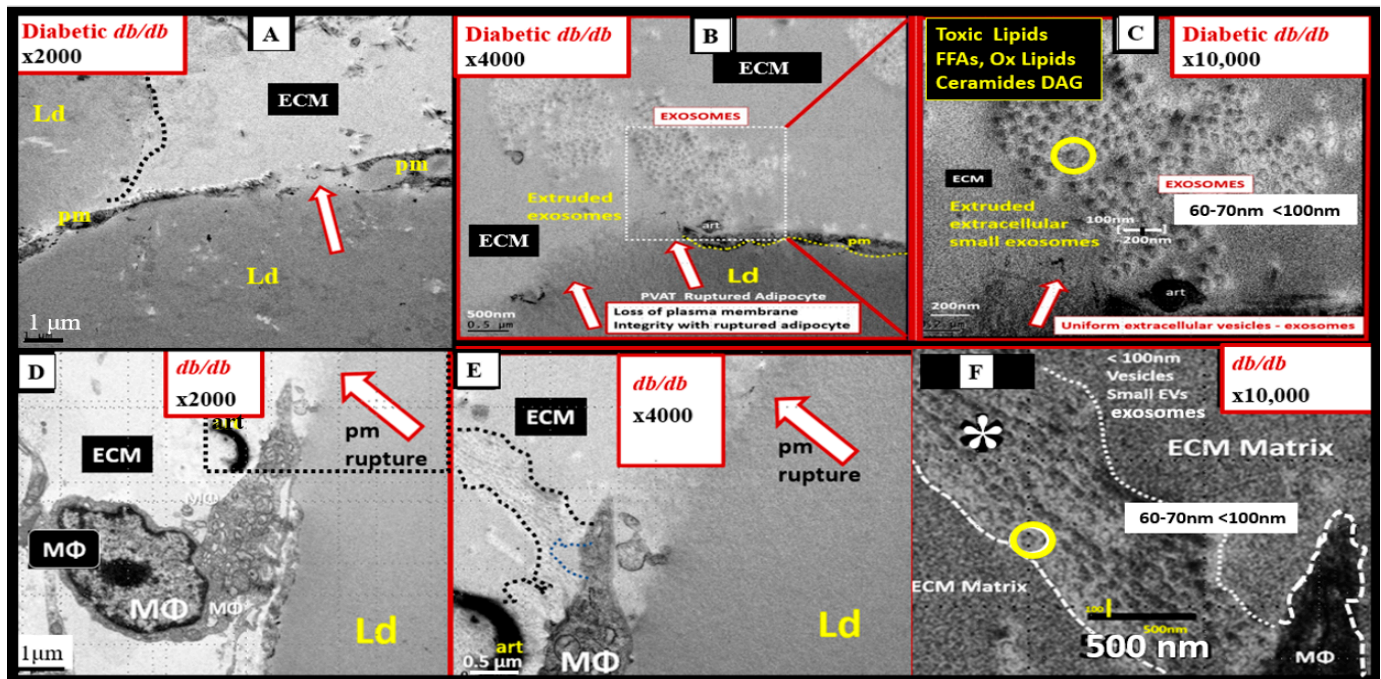 Diabetic db/db
x2000
A
Ld
ECM
pm
pm
Ld
1 μm
Diabetic db/db
x4000
B
ECM
EXOSOMES
Extruded
exosomes
ECM
art
pm
Ld
PVAT Ruptured Adipocyte
Loss of plasma membrane
Integrity with ruptured adipocyte
500nm
0.5 μm
Toxic Lipids
FFAs, Ox Lipids
Ceramides DAG
C
Diabetic db/db
x10,000
ECM
EXOSOMES
60-70nm <100nm
Extruded
extracellular
small exosomes
100nm
200nm
art
200nm
Uniform extracellular vesicles - exosomes
D
db/db
x2000
art
ECM
pm
rupture
MΦ
MΦ
MΦ
Ld
1μm
E
ECM
db/db
x4000
pm
rupture
Ld
art
0.5 μm
MΦ
F
< 100nm
Vesicles
Small EVs
exosomes
db/db
x10,000
*
ECM Matrix
60-70nm <100nm
ECM Matrix
100
500nm
500 nm
MΦ